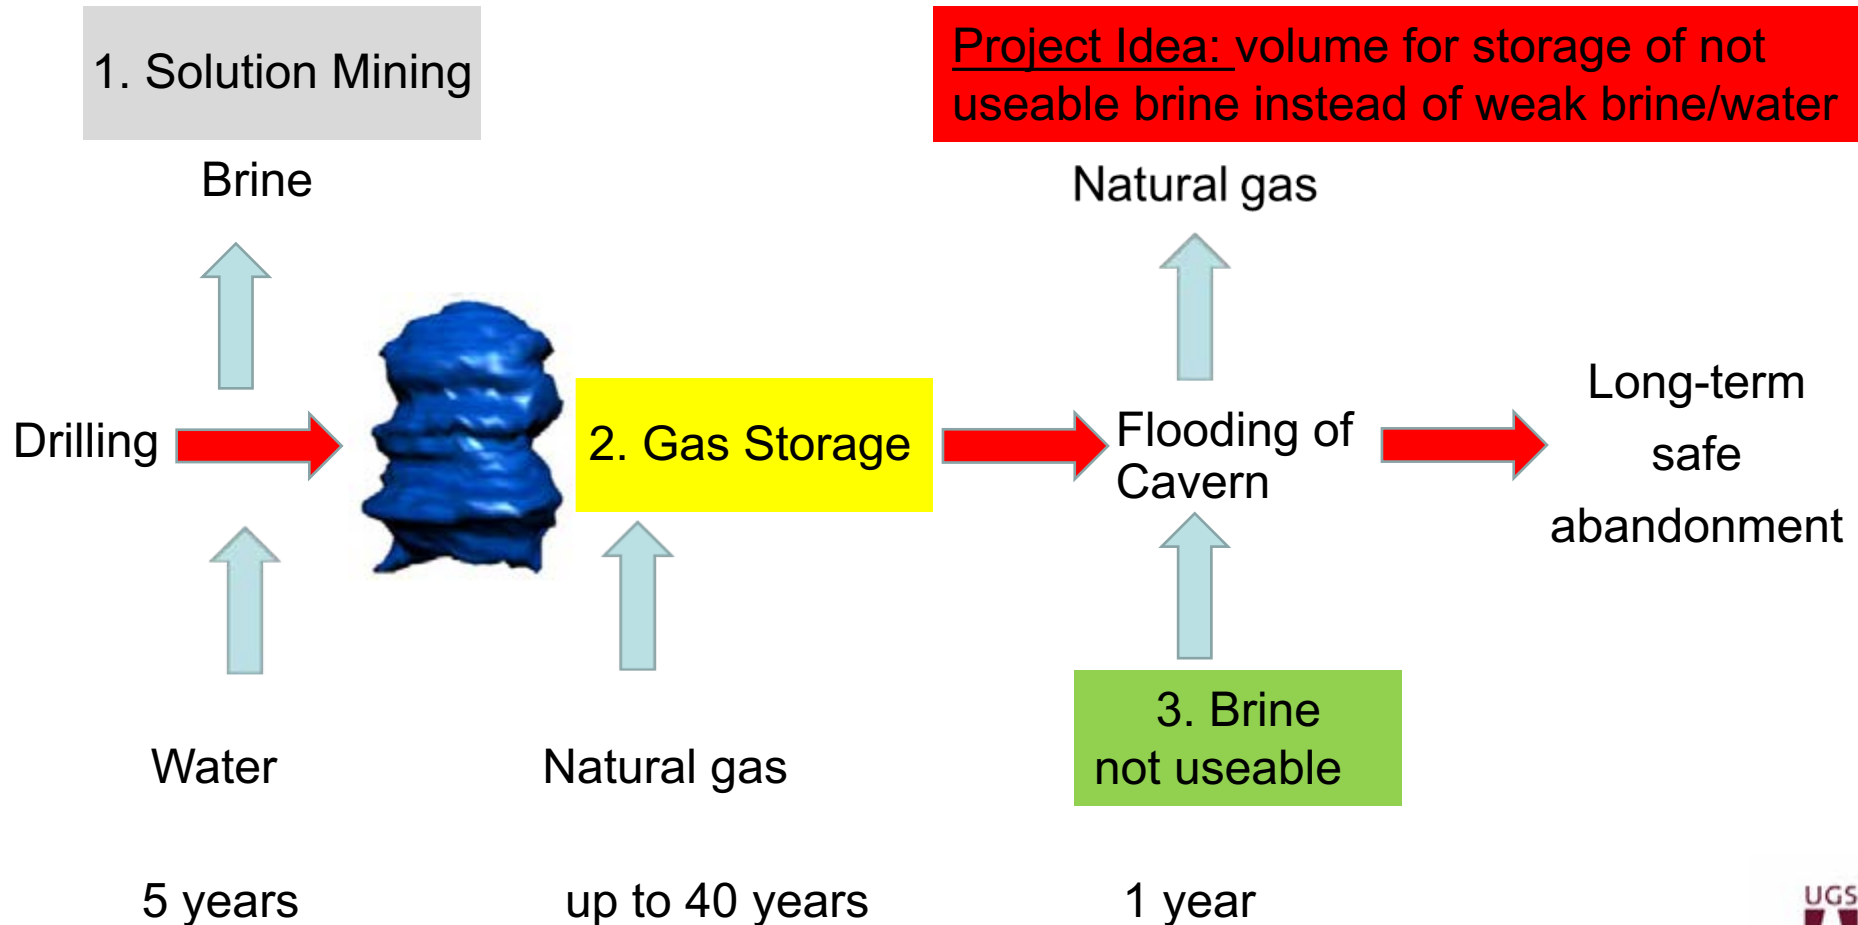 1. Solution Mining
Project Idea: volume for storage of not
useable brine instead of weak brine/water
Brine
Natural gas
Drilling
2. Gas Storage
Flooding of
Cavern
Long-term
safe
abandonment
Water
Natural gas
3. Brine
not useable
5 years
up to 40 years
1 year
UGS